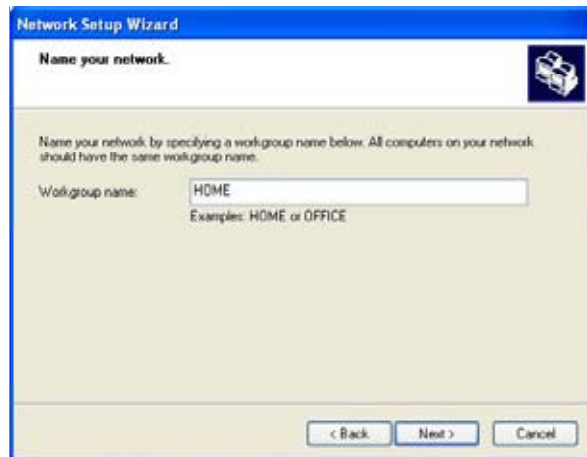 Network Setup Wizard
Name your network.
Name your network by specifying a workgroup name below. All computers on your network
should have the same workgroup name.
Workgroup name:
HOME
Examples: HOME or OFFICE
< Back
Next >
Cancel